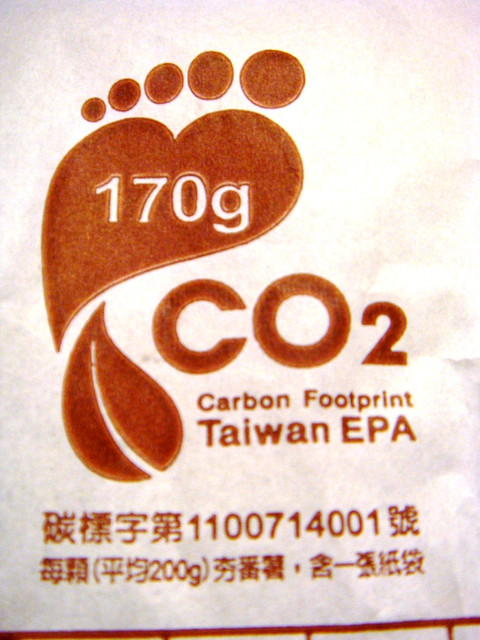 170g
CO2
Carbon Footprint
Taiwan EPA
碳標字第1100714001號
每顆(平均200g)夯番薯,含一張紙袋